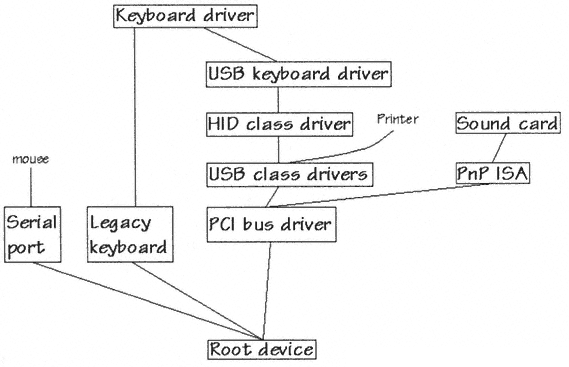 Keyboard driver
USB keyboard driver
HID class driver
Printer
Sound card
mouse
USB class drivers
PnP ISA
Serial
port
Legacy
keyboard
PCI bus driver
Root device